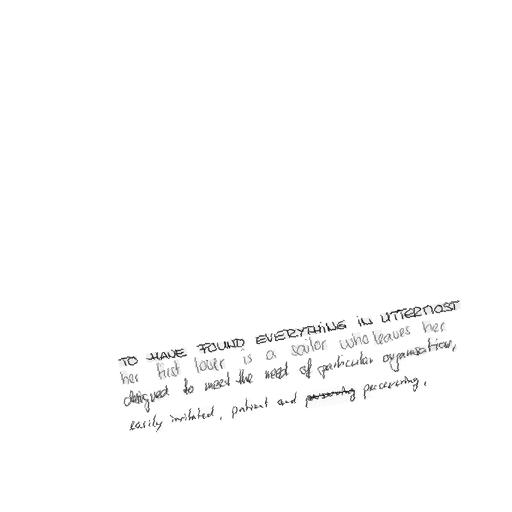 TO HAVE FOUND EVERYTHING IN UTTERMOST
her first lover is a sailor who leaves her
designed to meet the need of particular organisation,
easily irritated, patient and persevering,